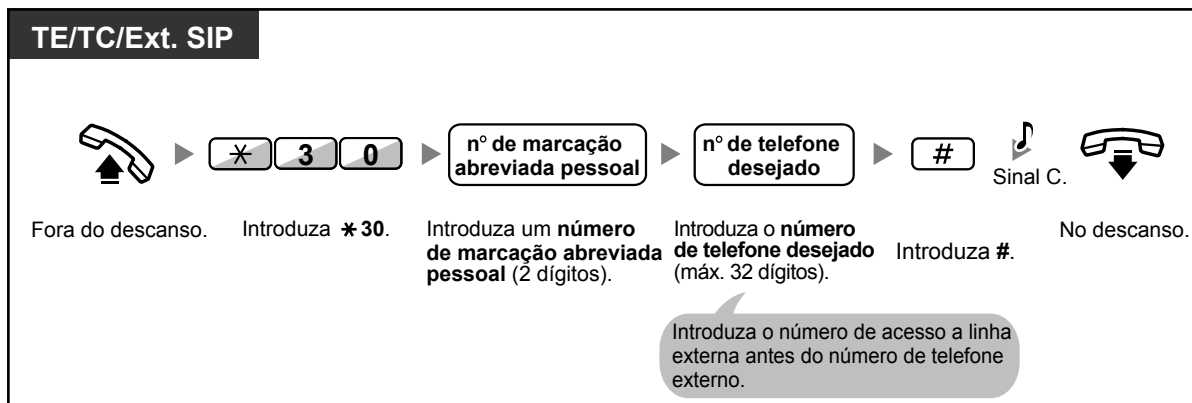 TE/TC/Ext. SIP
✱ 3 0
nº de marcação
abreviada pessoal
nº de telefone
desejado
#
Sinal C.
Fora do descanso.
Introduza ✱30.
Introduza um número
de marcação abreviada
pessoal (2 dígitos).
Introduza o número
de telefone desejado
(máx. 32 dígitos).
Introduza #.
No descanso.
Introduza o número de acesso a linha
externa antes do número de telefone
externo.